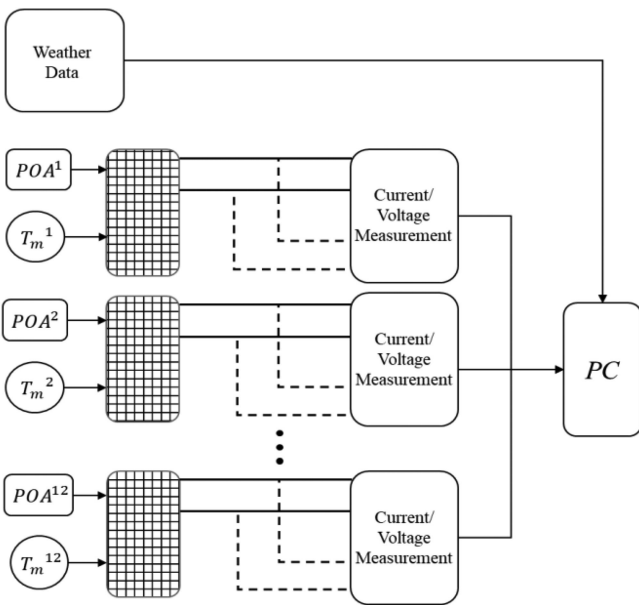 Weather
Data
POA¹
Tₘ¹
Current/
Voltage
Measurement
POA²
Tₘ²
Current/
Voltage
Measurement
PC
POA¹²
Tₘ¹²
Current/
Voltage
Measurement